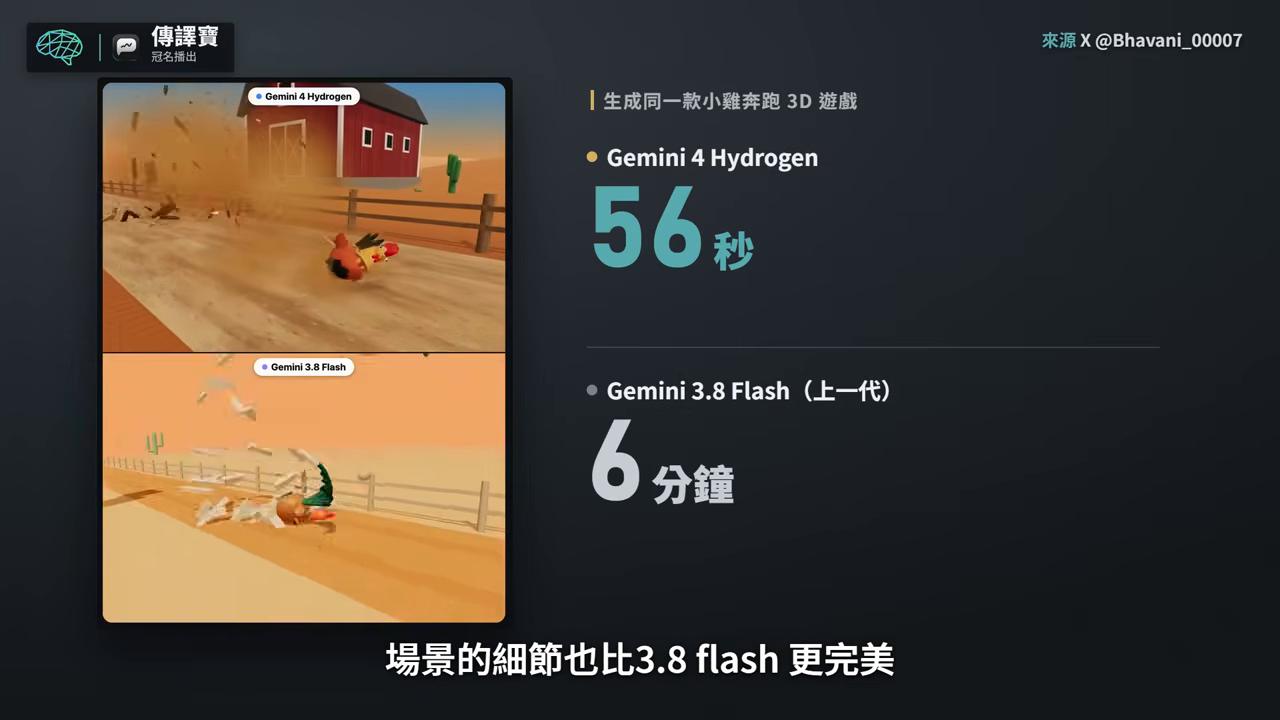 傳譯寶
冠名播出
來源 X @Bhavani_00007
Gemini 4 Hydrogen
Gemini 3.8 Flash
生成同一款小雞奔跑 3D 遊戲
Gemini 4 Hydrogen
56 秒
Gemini 3.8 Flash（上一代）
6 分鐘
場景的細節也比3.8 flash 更完美